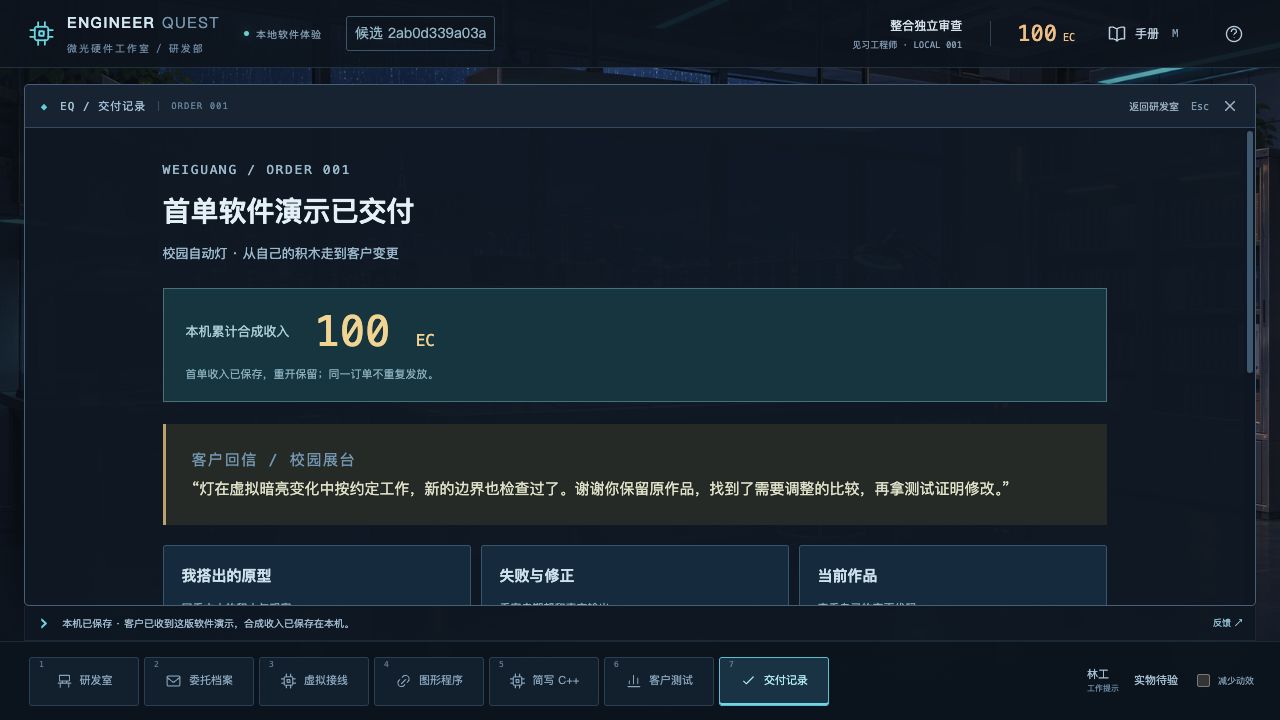 ENGINEER QUEST
微光硬件工作室 / 研发部
本地软件体验
候选 2ab0d339a03a
整合独立审查
见习工程师 · LOCAL 001
100 EC
手册 M
EQ / 交付记录
ORDER 001
返回研发室 Esc
WEIGUANG / ORDER 001
首单软件演示已交付
校园自动灯 · 从自己的积木走到客户变更
本机累计合成收入 100 EC
首单收入已保存，重开保留；同一订单不重复发放。
客户回信 / 校园展台
“灯在虚拟暗亮变化中按约定工作，新的边界也检查过了。谢谢你保留原作品，找到了需要调整的比较，再拿测试证明修改。”
我搭出的原型
失败与修正
当前作品
本机已保存 · 客户已收到这版软件演示，合成收入已保存在本机。
反馈 ↗
1 研发室
2 委托档案
3 虚拟接线
4 图形程序
5 简写 C++
6 客户测试
7 交付记录
林工
工作提示
实物待验
减少动效